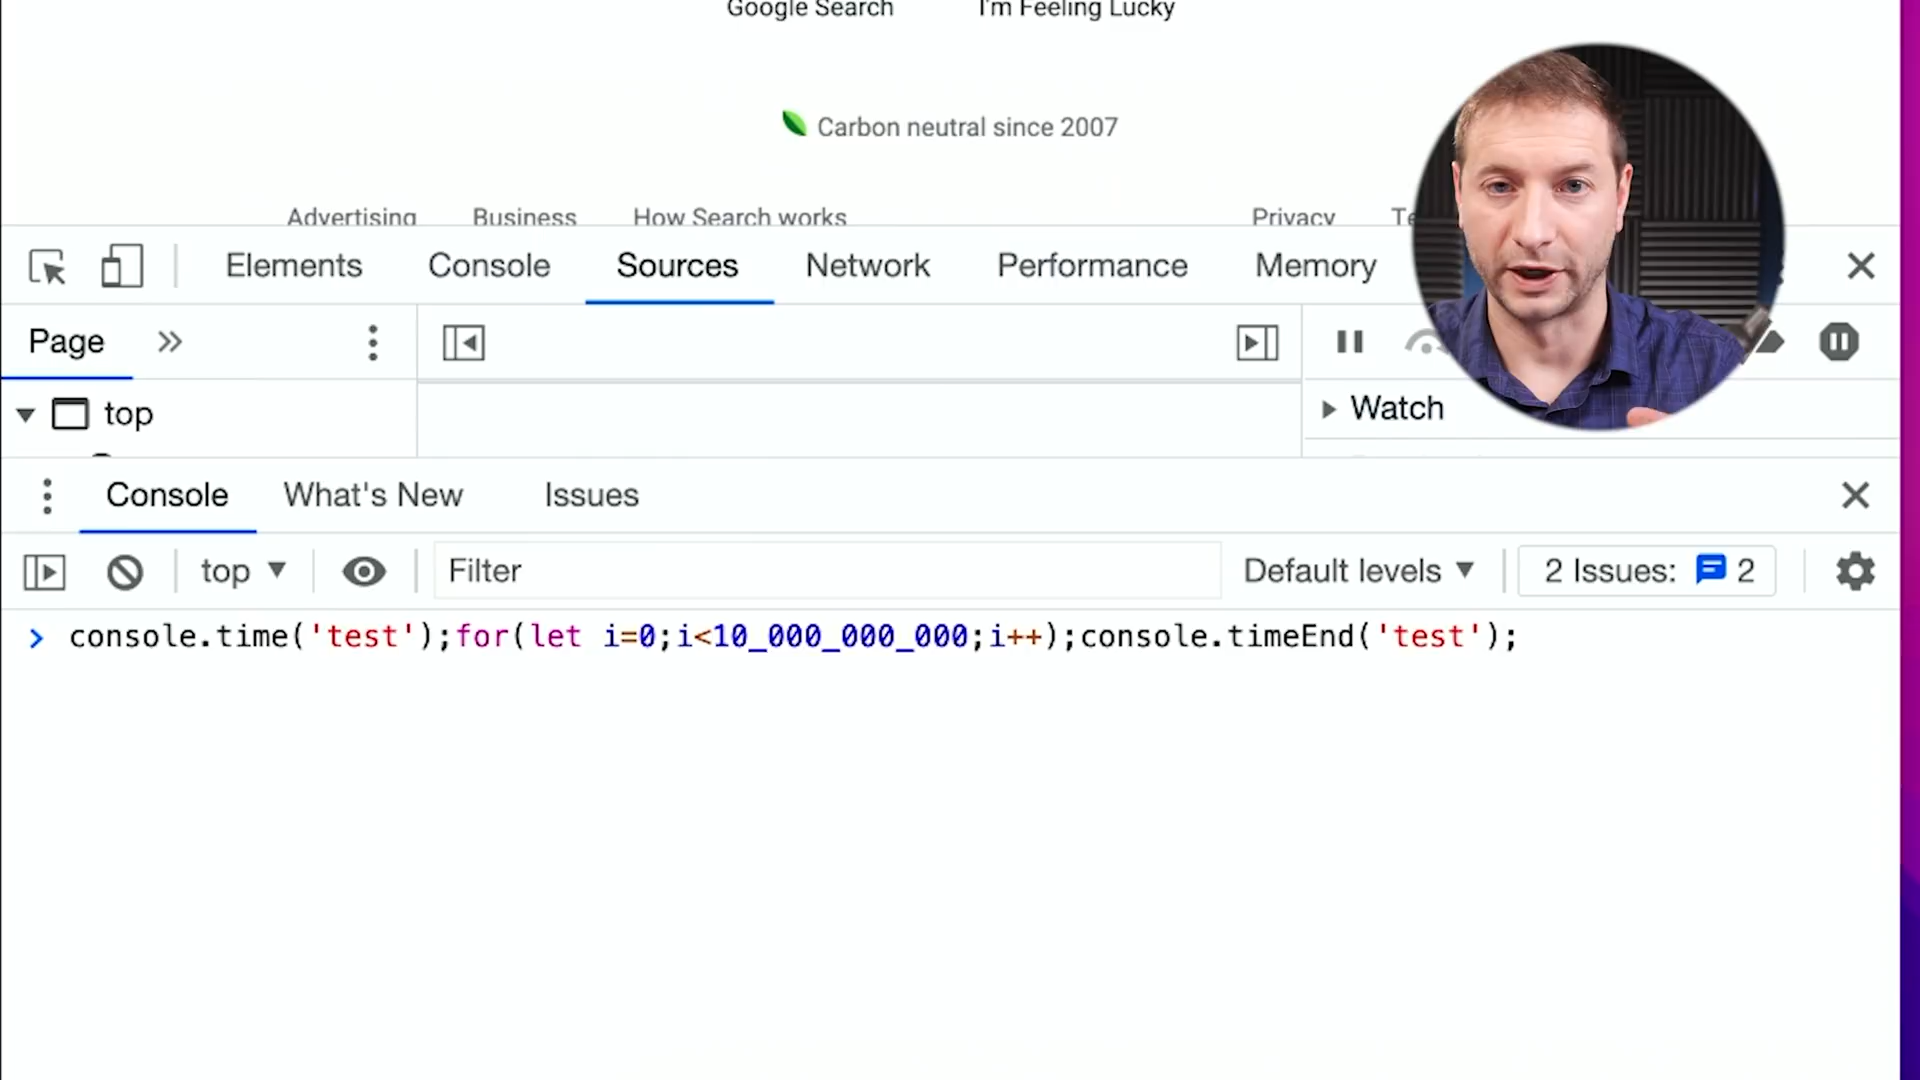 Google Search I'm Feeling Lucky
Carbon neutral since 2007
Advertising Business How Search works Privacy
Elements Console Sources Network Performance Memory
Page
top
Watch
Console What's New Issues
top Filter Default levels 2 Issues: 2
console.time('test');for(let i=0;i<10_000_000_000;i++);console.timeEnd('test');